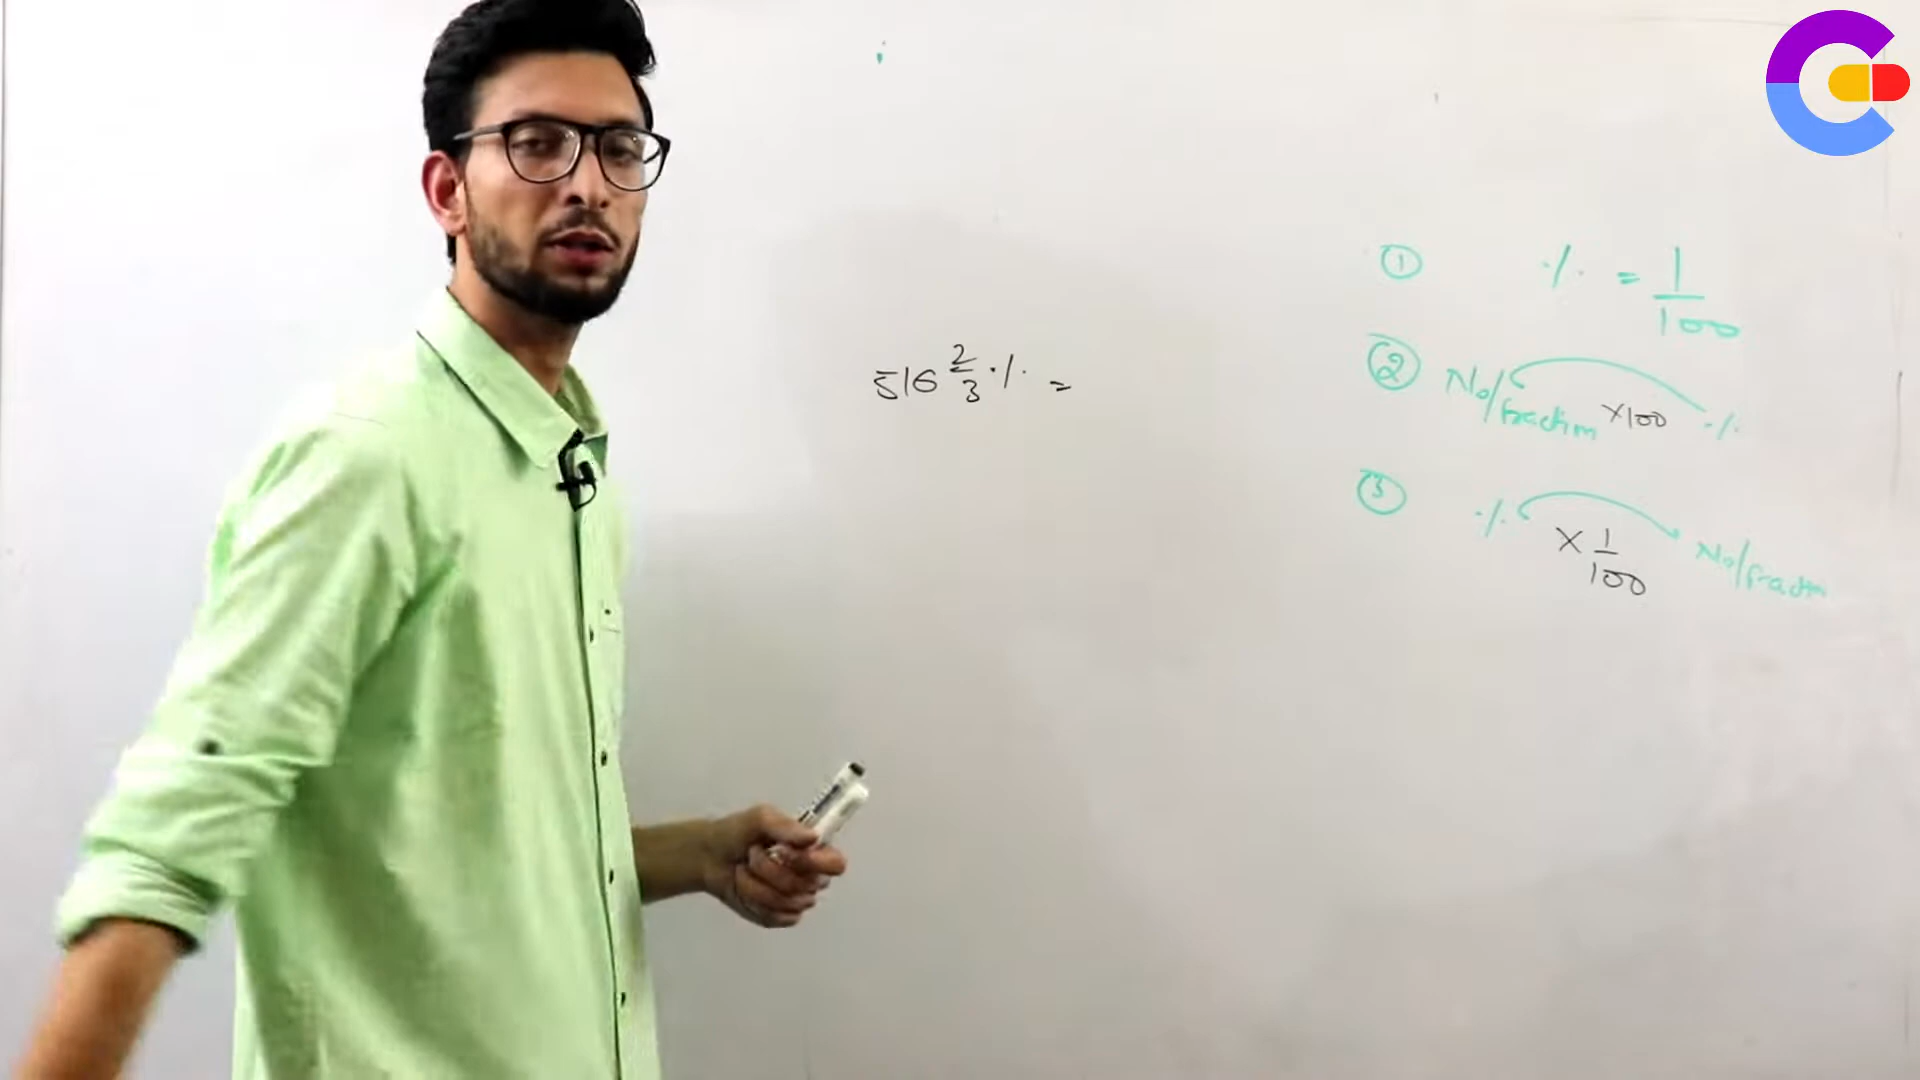 516 2/3 % =
① % = 1/100
② No/fraction ×100 %
③ % × 1/100 No/fraction